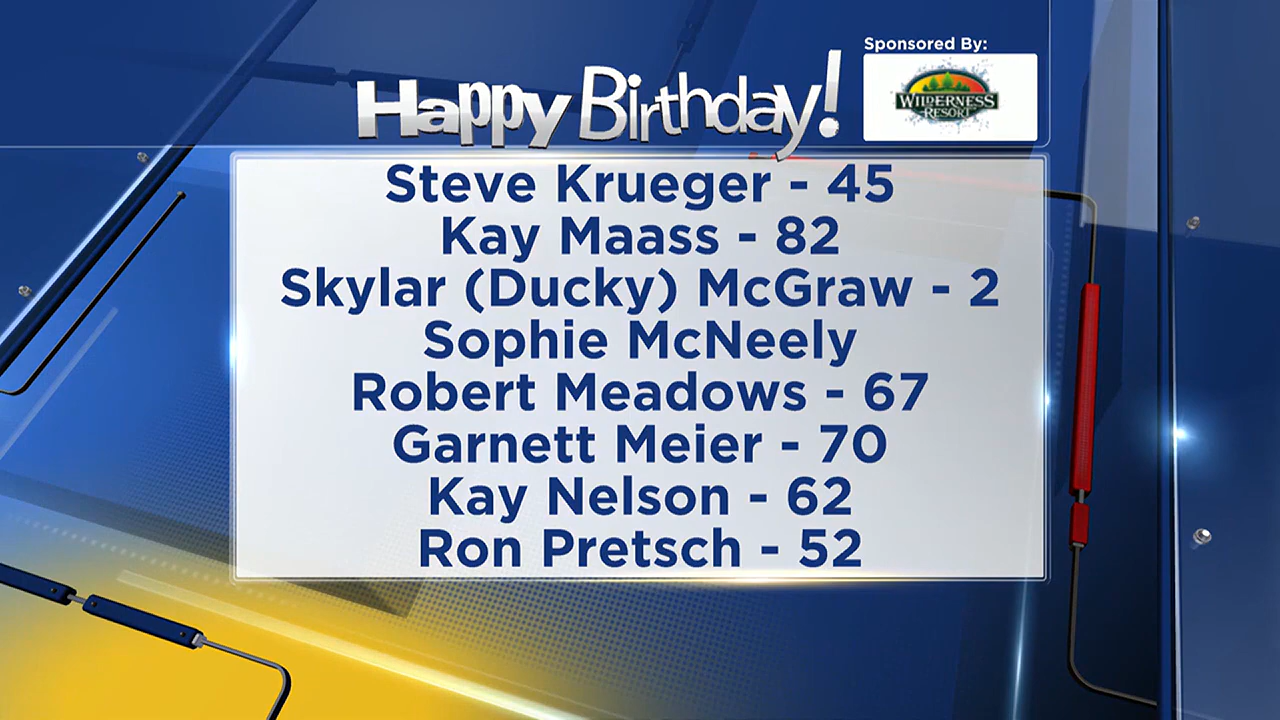 Sponsored By:
Happy Birthday!
WILDERNESS
RESORT
Steve Krueger - 45
Kay Maass - 82
Skylar (Ducky) McGraw - 2
Sophie McNeely
Robert Meadows - 67
Garnett Meier - 70
Kay Nelson - 62
Ron Pretsch - 52